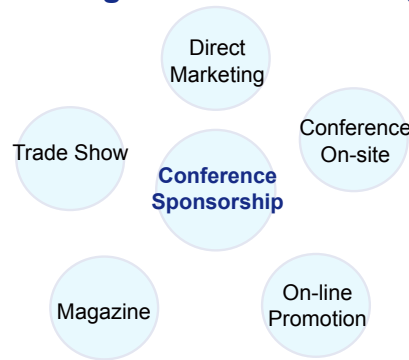 Direct
Marketing
Conference
On-site
Trade Show
Conference
Sponsorship
On-line
Promotion
Magazine